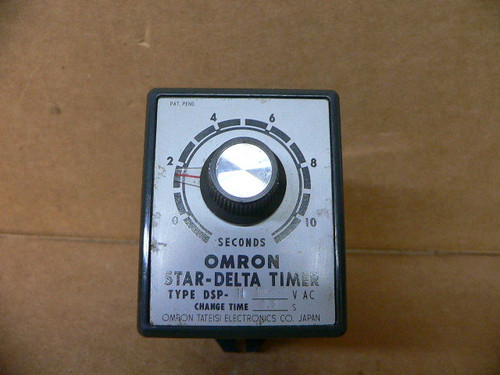 PAT. PEND.
0 2 4 6 8 10
SECONDS
OMRON
STAR-DELTA TIMER
TYPE DSP- V AC
CHANGE TIME S
OMRON TATEISI ELECTRONICS CO. JAPAN